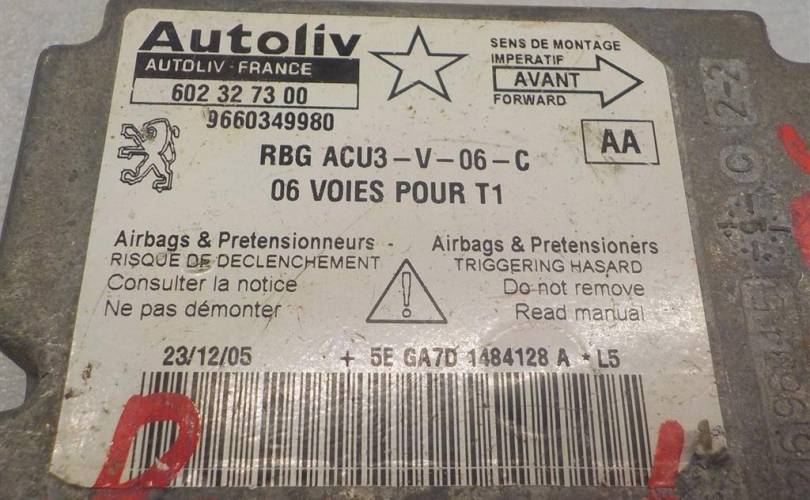 Autoliv
AUTOLIV - FRANCE
602 32 73 00
9660349980
SENS DE MONTAGE
IMPERATIF
AVANT
FORWARD
AA
RBG ACU3-V-06-C
06 VOIES POUR T1
Airbags & Pretensionneurs -
RISQUE DE DECLENCHEMENT
Consulter la notice
Ne pas démonter
Airbags & Pretensioners
TRIGGERING HASARD
Do not remove
Read manual
23/12/05 + 5E GA7D 1484128 A * L5
2-2